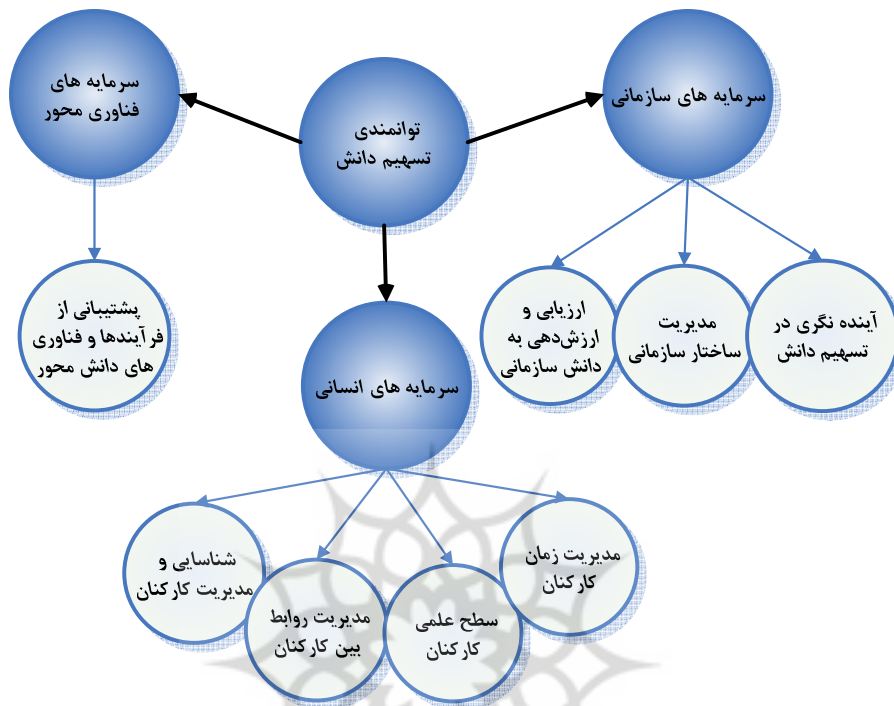 سرمایه های سازمانی
توانمندی
تسهیم دانش
سرمایه های
فناوری محور
آینده نگری در
تسهیم دانش
مدیریت
ساختار سازمانی
ارزیابی و
ارزش‌دهی به
دانش سازمانی
پشتیبانی از
فرآیندها و فناوری
های دانش محور
سرمایه های انسانی
مدیریت زمان
کارکنان
سطح علمی
کارکنان
مدیریت روابط
بین کارکنان
شناسایی و
مدیریت کارکنان